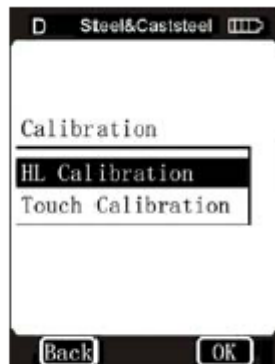 D Steel&Caststeel
Calibration
HL Calibration
Touch Calibration
Back OK